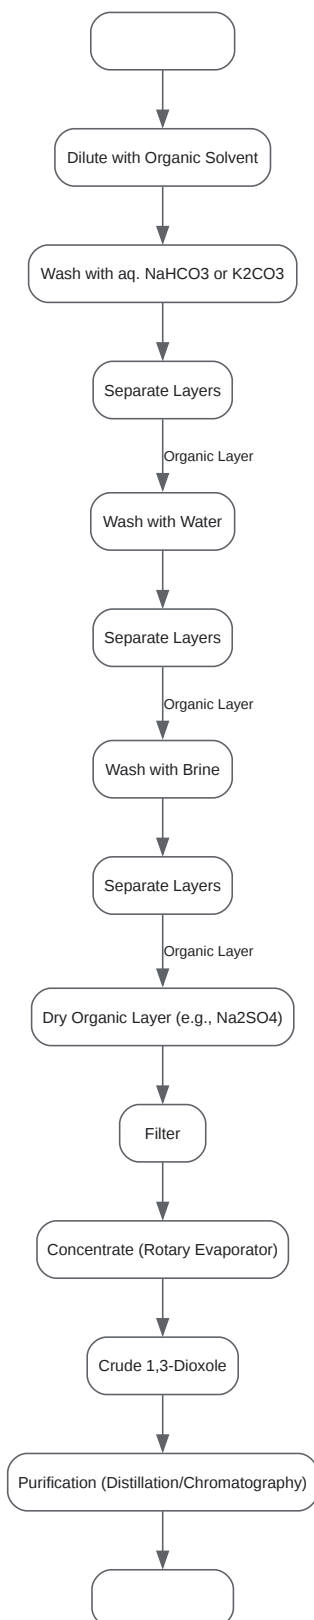 Dilute with Organic Solvent
Wash with aq. NaHCO3 or K2CO3
Separate Layers
Organic Layer
Wash with Water
Separate Layers
Organic Layer
Wash with Brine
Separate Layers
Organic Layer
Dry Organic Layer (e.g., Na2SO4)
Filter
Concentrate (Rotary Evaporator)
Crude 1,3-Dioxole
Purification (Distillation/Chromatography)